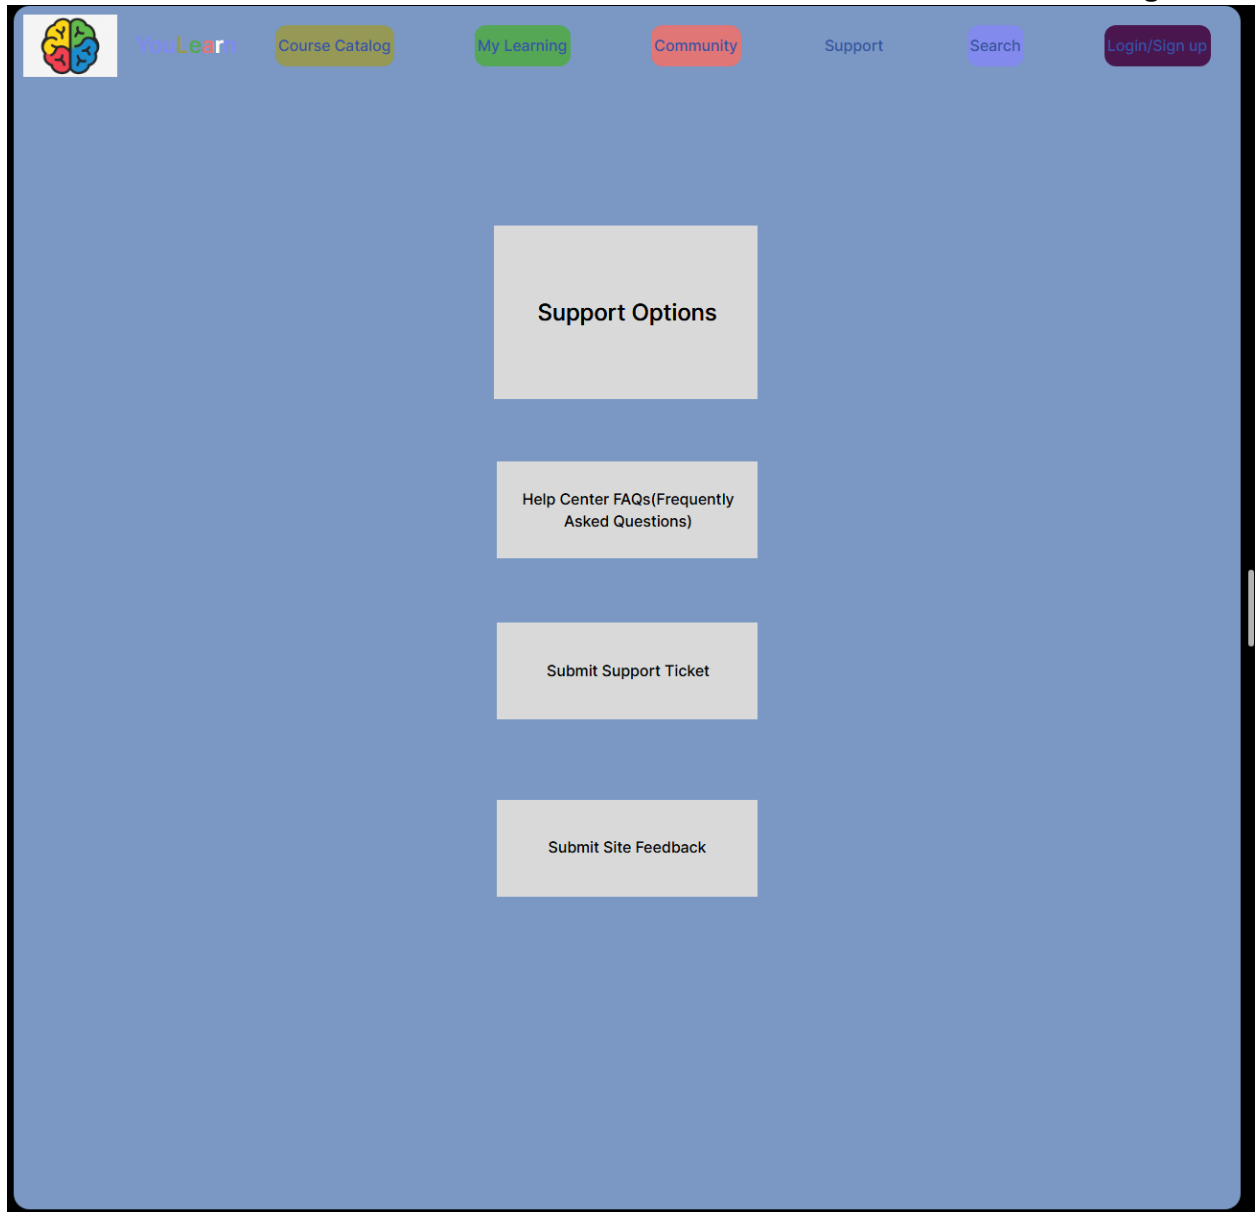 YouLearn
Course Catalog
My Learning
Community
Support
Search
Login/Sign up
Support Options
Help Center FAQs(Frequently
Asked Questions)
Submit Support Ticket
Submit Site Feedback